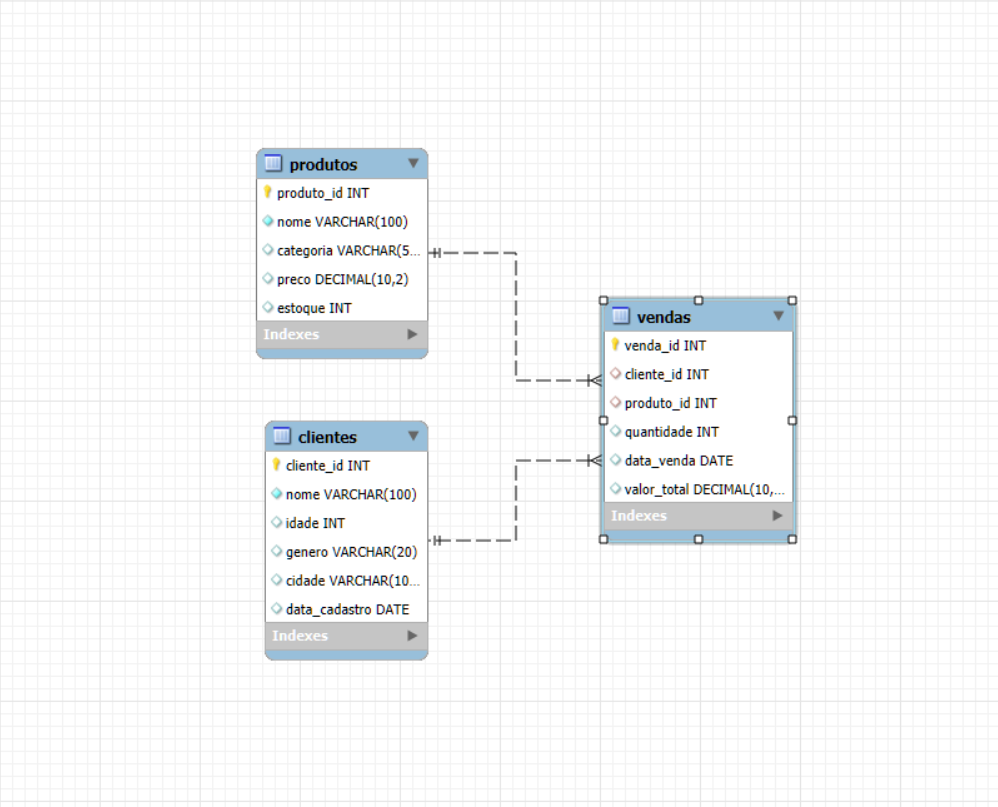 produtos
produto_id INT
nome VARCHAR(100)
categoria VARCHAR(5...
preco DECIMAL(10,2)
estoque INT
Indexes
vendas
venda_id INT
cliente_id INT
produto_id INT
quantidade INT
data_venda DATE
valor_total DECIMAL(10,...
Indexes
clientes
cliente_id INT
nome VARCHAR(100)
idade INT
genero VARCHAR(20)
cidade VARCHAR(10...
data_cadastro DATE
Indexes